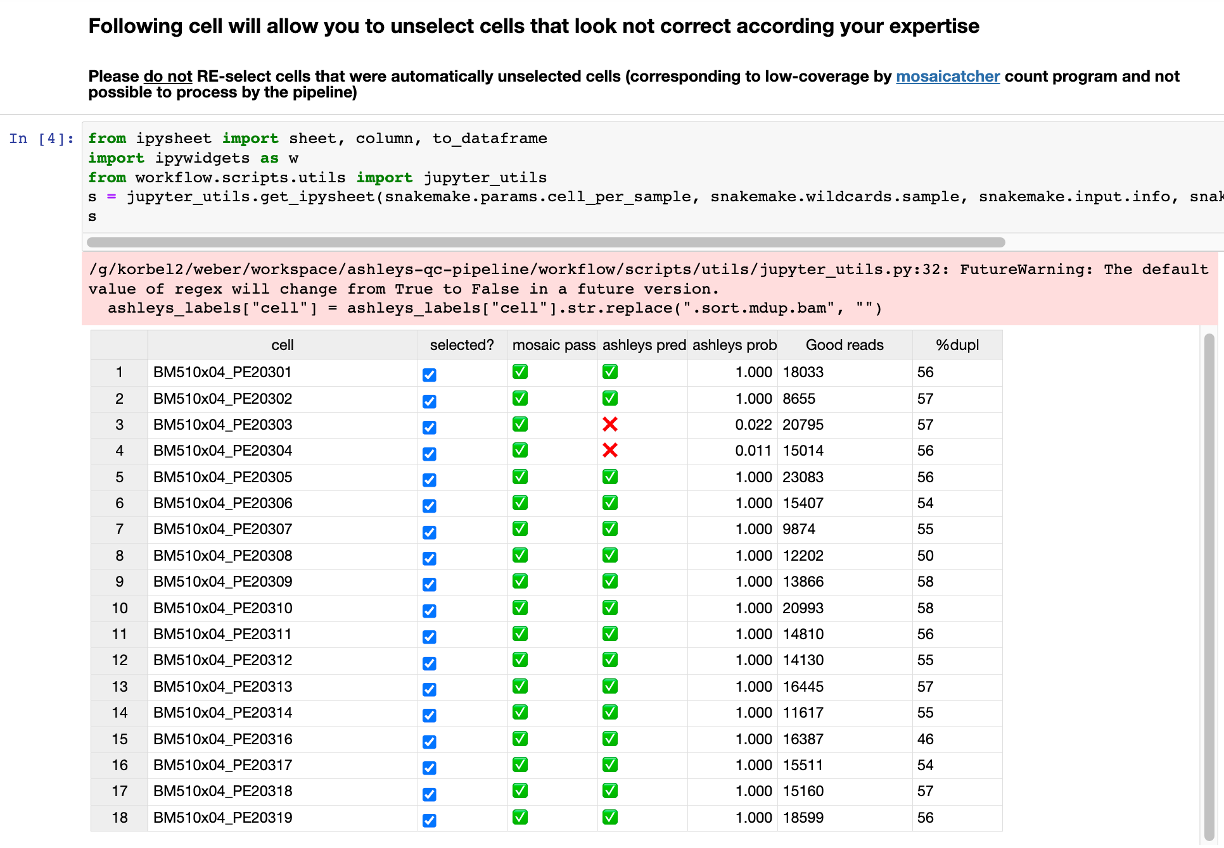 Following cell will allow you to unselect cells that look not correct according your expertise
Please do not RE-select cells that were automatically unselected cells (corresponding to low-coverage by mosaicatcher count program and not
possible to process by the pipeline)
In [4]: from ipysheet import sheet, column, to_dataframe
import ipywidgets as w
from workflow.scripts.utils import jupyter_utils
s = jupyter_utils.get_ipysheet(snakemake.params.cell_per_sample, snakemake.wildcards.sample, snakemake.input.info, snak
s
/g/korbel2/weber/workspace/ashleys-qc-pipeline/workflow/scripts/utils/jupyter_utils.py:32: FutureWarning: The default
value of regex will change from True to False in a future version.
ashleys_labels["cell"] = ashleys_labels["cell"].str.replace(".sort.mdup.bam", "")
cell selected? mosaic pass ashleys pred ashleys prob Good reads %dupl
1 BM510x04_PE20301 1.000 18033 56
2 BM510x04_PE20302 1.000 8655 57
3 BM510x04_PE20303 0.022 20795 57
4 BM510x04_PE20304 0.011 15014 56
5 BM510x04_PE20305 1.000 23083 56
6 BM510x04_PE20306 1.000 15407 54
7 BM510x04_PE20307 1.000 9874 55
8 BM510x04_PE20308 1.000 12202 50
9 BM510x04_PE20309 1.000 13866 58
10 BM510x04_PE20310 1.000 20993 58
11 BM510x04_PE20311 1.000 14810 56
12 BM510x04_PE20312 1.000 14130 55
13 BM510x04_PE20313 1.000 16445 57
14 BM510x04_PE20314 1.000 11617 55
15 BM510x04_PE20316 1.000 16387 46
16 BM510x04_PE20317 1.000 15511 54
17 BM510x04_PE20318 1.000 15160 57
18 BM510x04_PE20319 1.000 18599 56